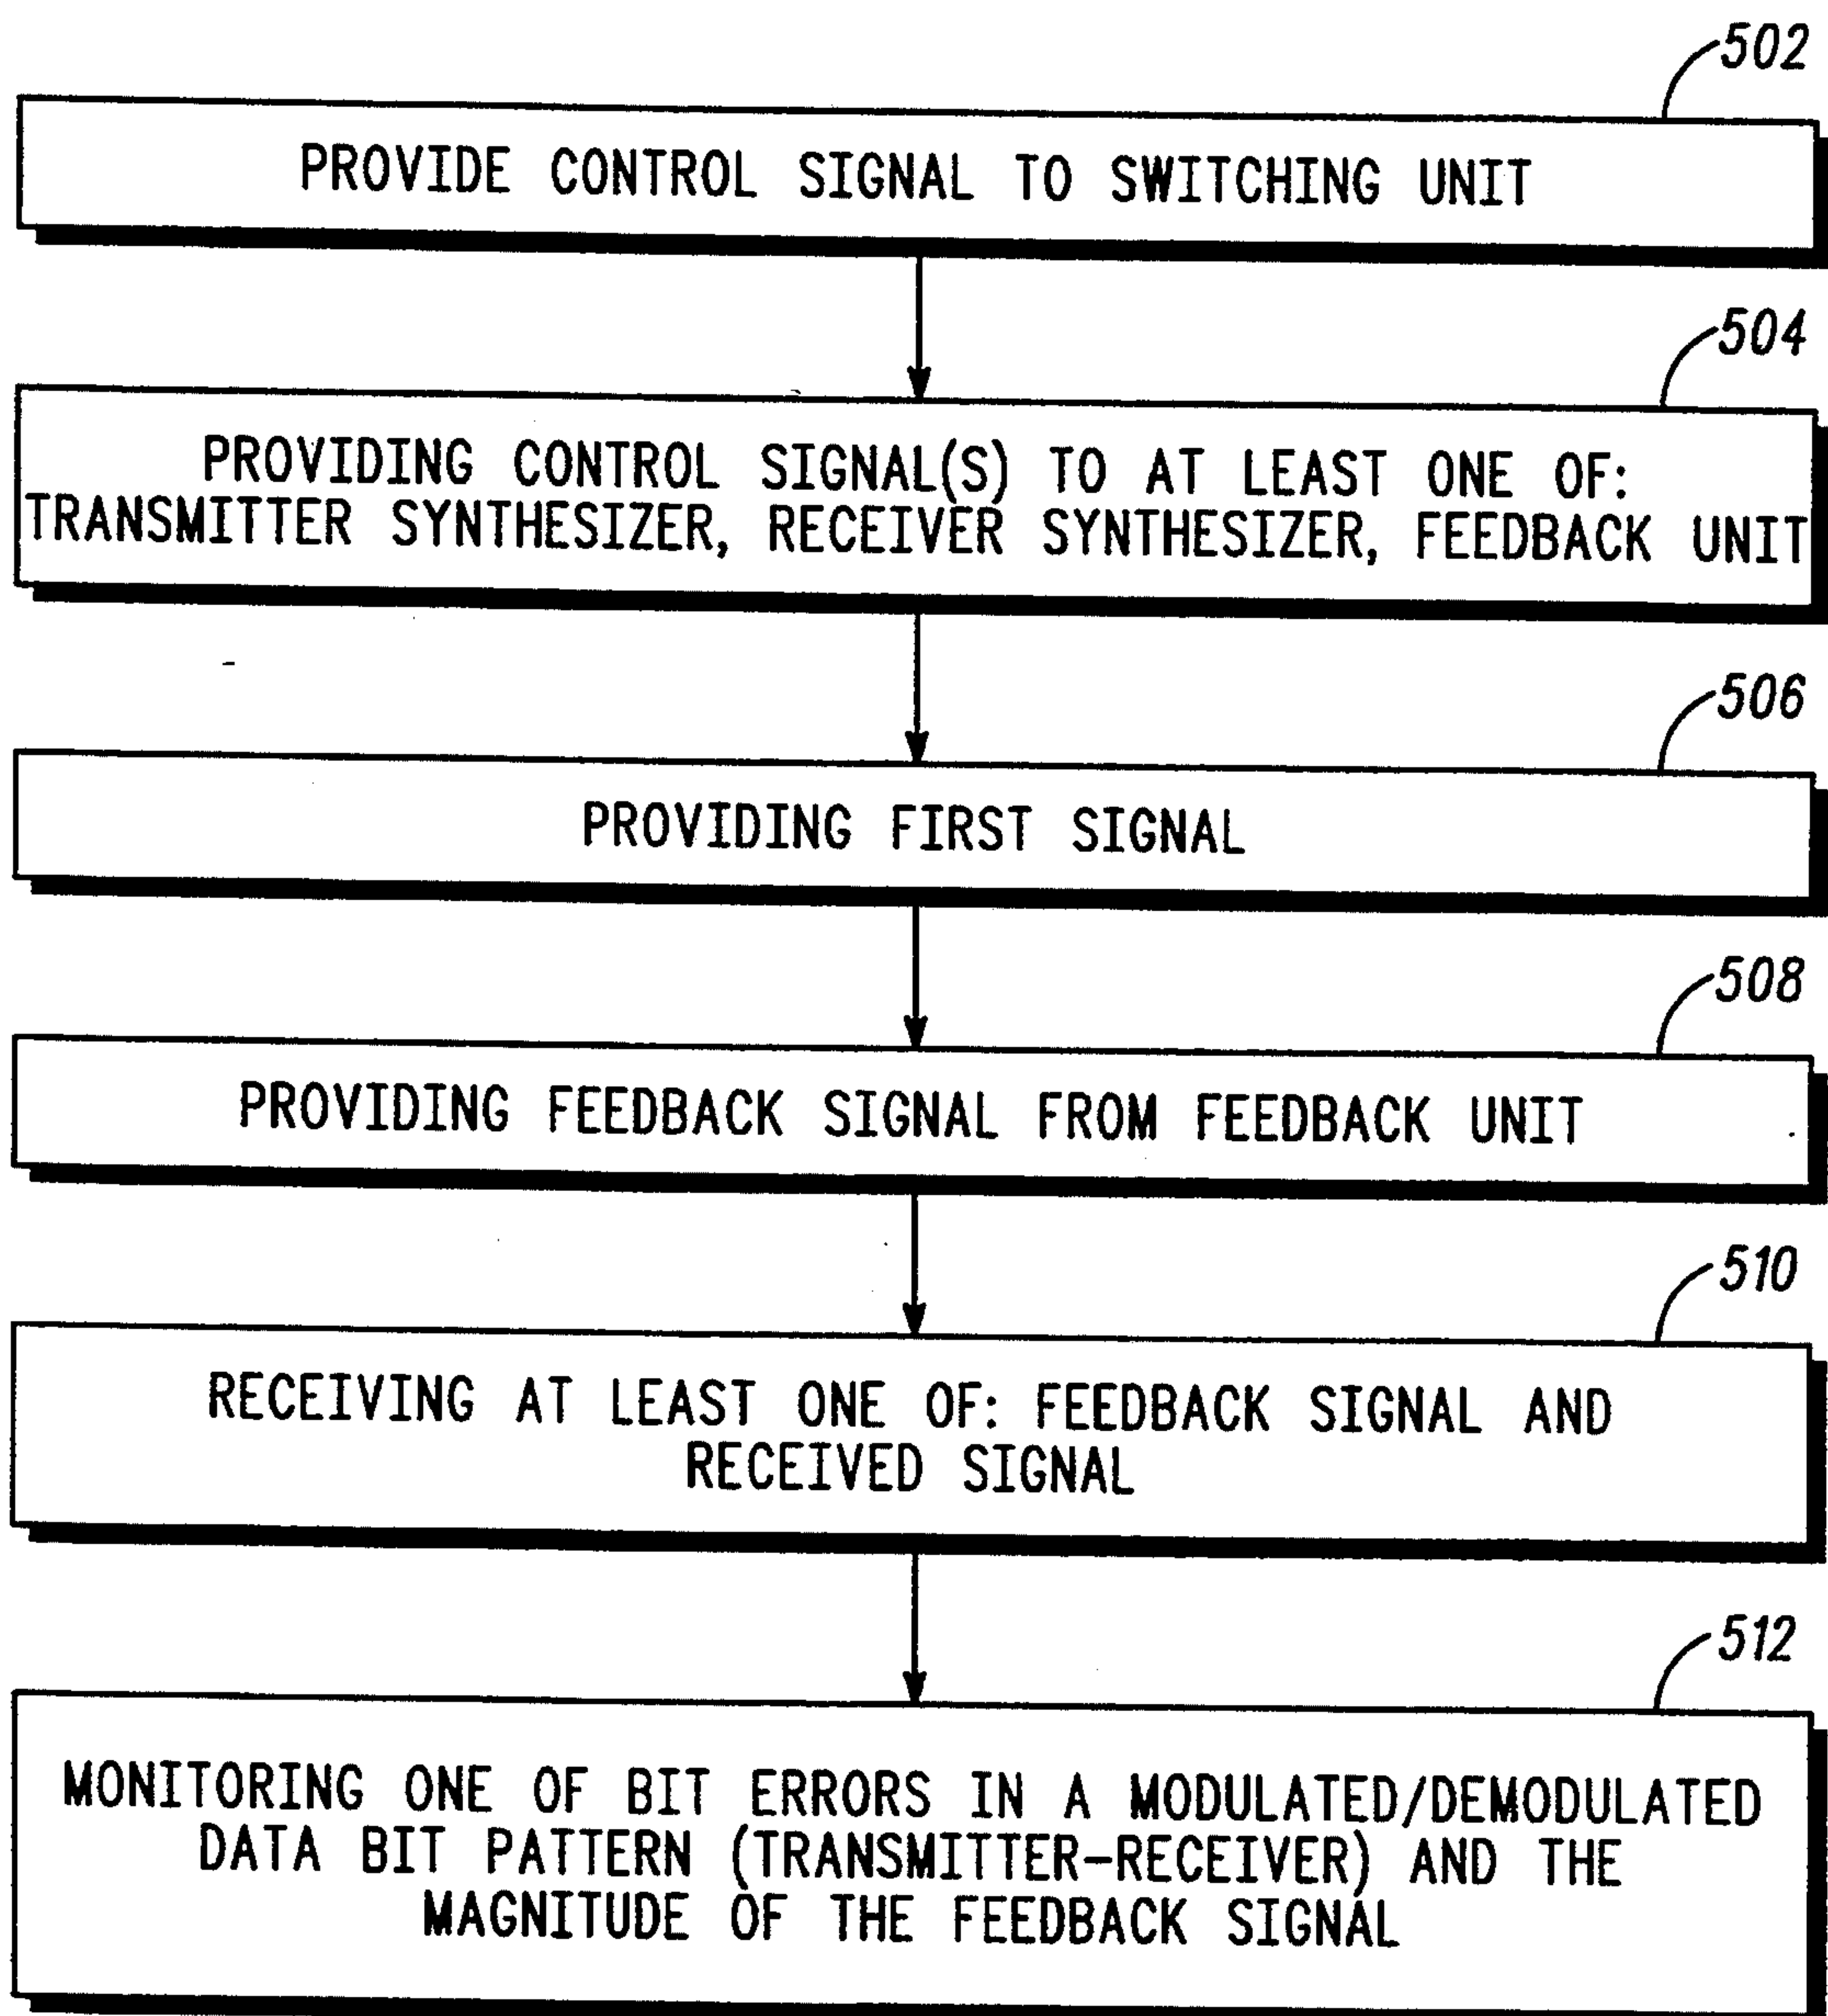 502
PROVIDE CONTROL SIGNAL TO SWITCHING UNIT
504
PROVIDING CONTROL SIGNAL(S) TO AT LEAST ONE OF:
TRANSMITTER SYNTHESIZER, RECEIVER SYNTHESIZER, FEEDBACK UNIT
506
PROVIDING FIRST SIGNAL
508
PROVIDING FEEDBACK SIGNAL FROM FEEDBACK UNIT
510
RECEIVING AT LEAST ONE OF: FEEDBACK SIGNAL AND
RECEIVED SIGNAL
512
MONITORING ONE OF BIT ERRORS IN A MODULATED/DEMODULATED
DATA BIT PATTERN (TRANSMITTER-RECEIVER) AND THE
MAGNITUDE OF THE FEEDBACK SIGNAL